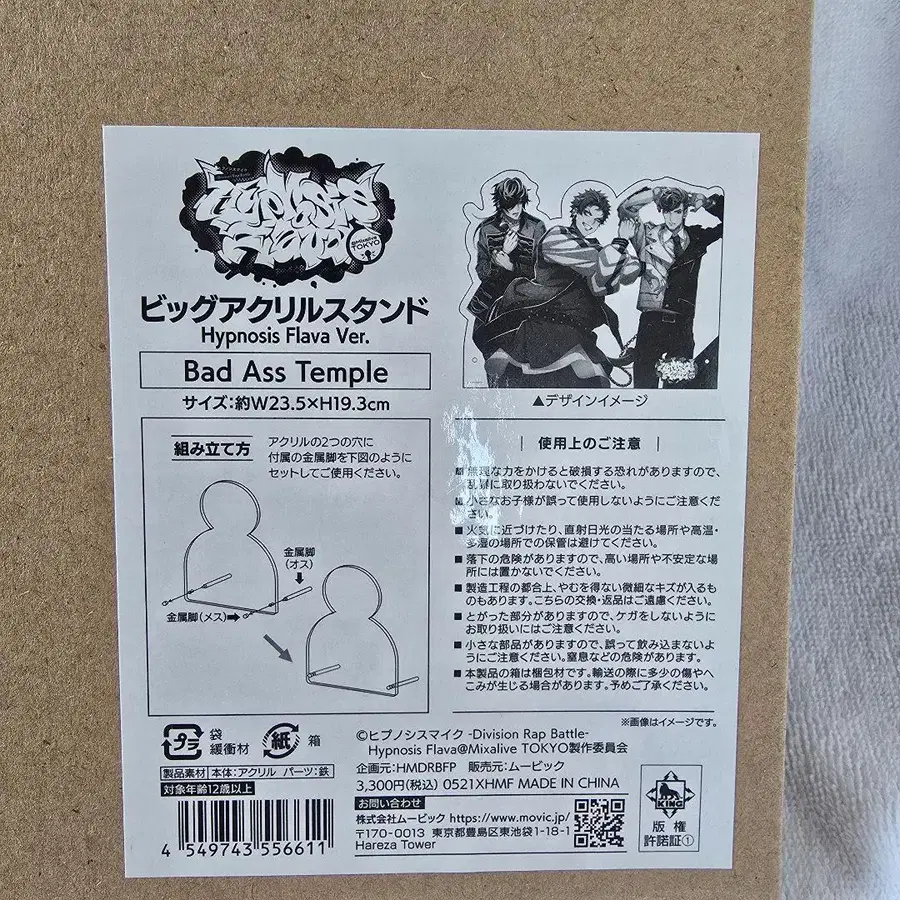 Hypnosis
Flava
@Mixalive
TOKYO
ビッグアクリルスタンド
Hypnosis Flava Ver.
Bad Ass Temple
サイズ:約W23.5×H19.3cm
▲デザインイメージ
組み立て方
アクリルの2つの穴に
付属の金属脚を下図のように
セットしてご使用ください。
金属脚
(オス)
金属脚(メス)
| 使用上のご注意 |
■無理な力をかけると破損する恐れがありますので、
乱暴に取り扱わないでください。
■小さなお子様が誤って使用しないようにご注意くだ
さい。
■火気に近づけたり、直射日光の当たる場所や高温・
多湿の場所での保管は避けてください。
■落下の危険がありますので、高い場所や不安定な場
所には置かないでください。
■製造工程の都合上、やむを得ない微細なキズが入るも
のもあります。こちらの交換・返品はご遠慮ください。
■とがった部分がありますので、ケガをしないように
お取り扱いにはご注意ください。
■小さな部品がありますので、誤って飲み込まないよ
うにご注意ください。窒息などの危険があります。
■本製品の箱は梱包材です。輸送の際に多少の傷やへ
こみが生じる場合があります。予めご了承ください。
※画像はイメージです。
プラ
袋
緩衝材
紙
箱
製品素材 本体:アクリル パーツ:鉄
対象年齢12歳以上
4 549743 556611
©ヒプノシスマイク -Division Rap Battle-
Hypnosis Flava@Mixalive TOKYO製作委員会
企画元:HMDRBFP 販売元:ムービック
3,300円(税込) 0521XHMF MADE IN CHINA
お問い合わせ
株式会社ムービック https://www.movic.jp/
〒170-0013 東京都豊島区東池袋1-18-1
Hareza Tower
KING
版権
許諾証①